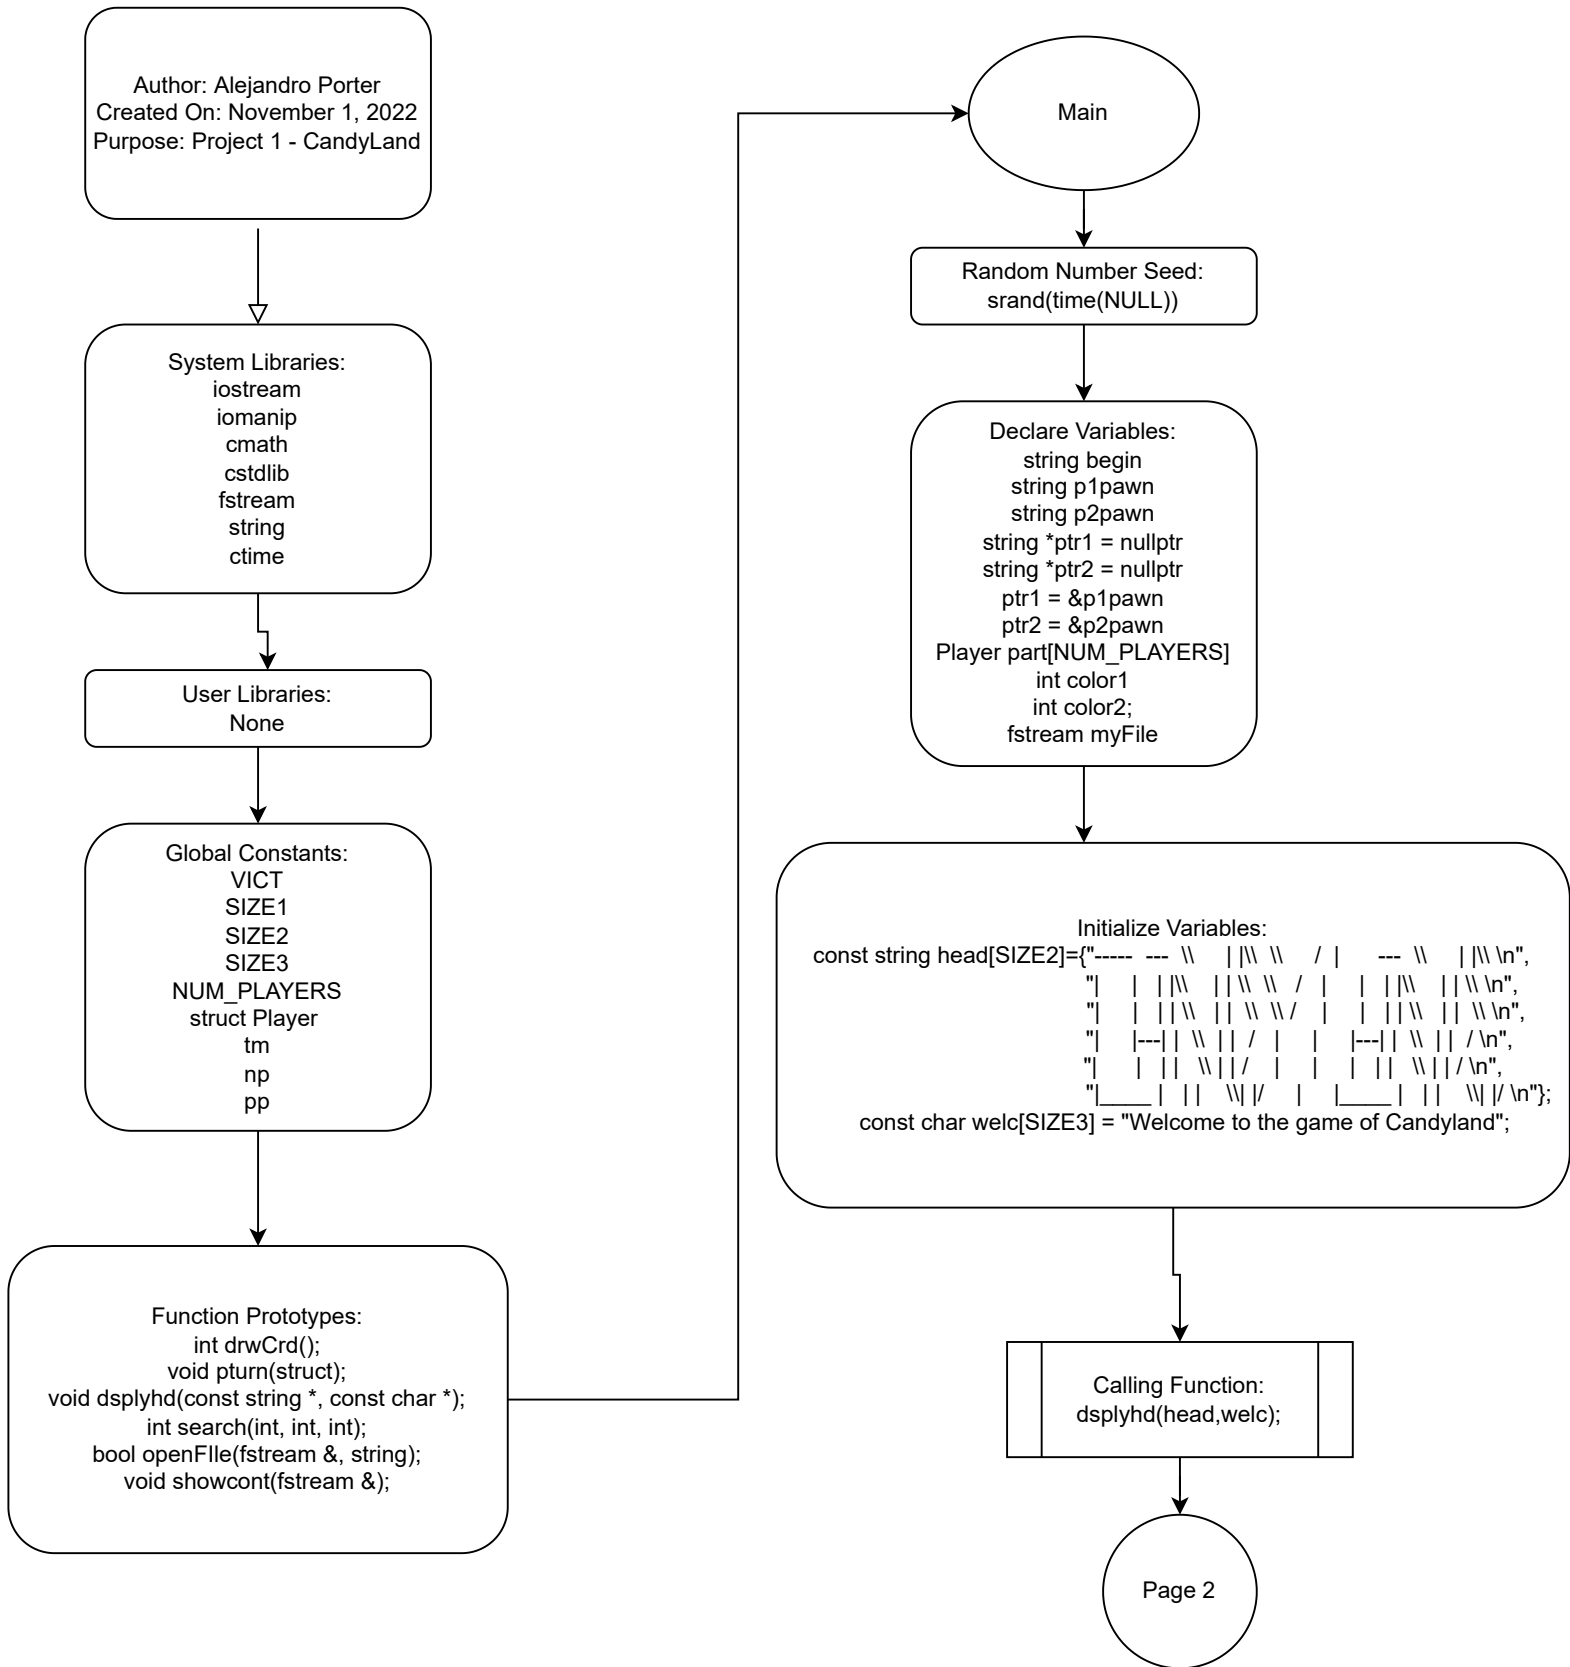 Author: Alejandro Porter
Created On: November 1, 2022
Purpose: Project 1 - CandyLand
System Libraries:
iostream
iomanip
cmath
cstdlib
fstream
string
ctime
User Libraries:
None
Global Constants:
VICT
SIZE1
SIZE2
SIZE3
NUM_PLAYERS
struct Player
tm
np
pp
Function Prototypes:
int drwCrd();
void pturn(struct);
void dsplyhd(const string *, const char *);
int search(int, int, int);
bool openFIle(fstream &, string);
void showcont(fstream &);
Main
Random Number Seed:
srand(time(NULL))
Declare Variables:
string begin
string p1pawn
string p2pawn
string *ptr1 = nullptr
string *ptr2 = nullptr
ptr1 = &p1pawn
ptr2 = &p2pawn
Player part[NUM_PLAYERS]
int color1
int color2;
fstream myFile
Initialize Variables:
const string head[SIZE2]={"-----  ---  \\     | |\\  \\     /  |      ---  \\     | |\\ \n",
"|     |   | |\\    | | \\  \\   /   |     |   | |\\    | | \\ \n",
"|     |   | | \\   | |  \\  \\ /    |     |   | | \\   | |  \\ \n",
"|     |---| |  \\  | |  /   |     |     |---| |  \\  | |  / \n",
"|      |   | |   \\ | | /    |     |     |   | |   \\ | | / \n",
"|____ |   | |    \\| |/     |     |____ |   | |    \\| |/ \n"};
const char welc[SIZE3] = "Welcome to the game of Candyland";
Calling Function:
dsplyhd(head,welc);
Page 2